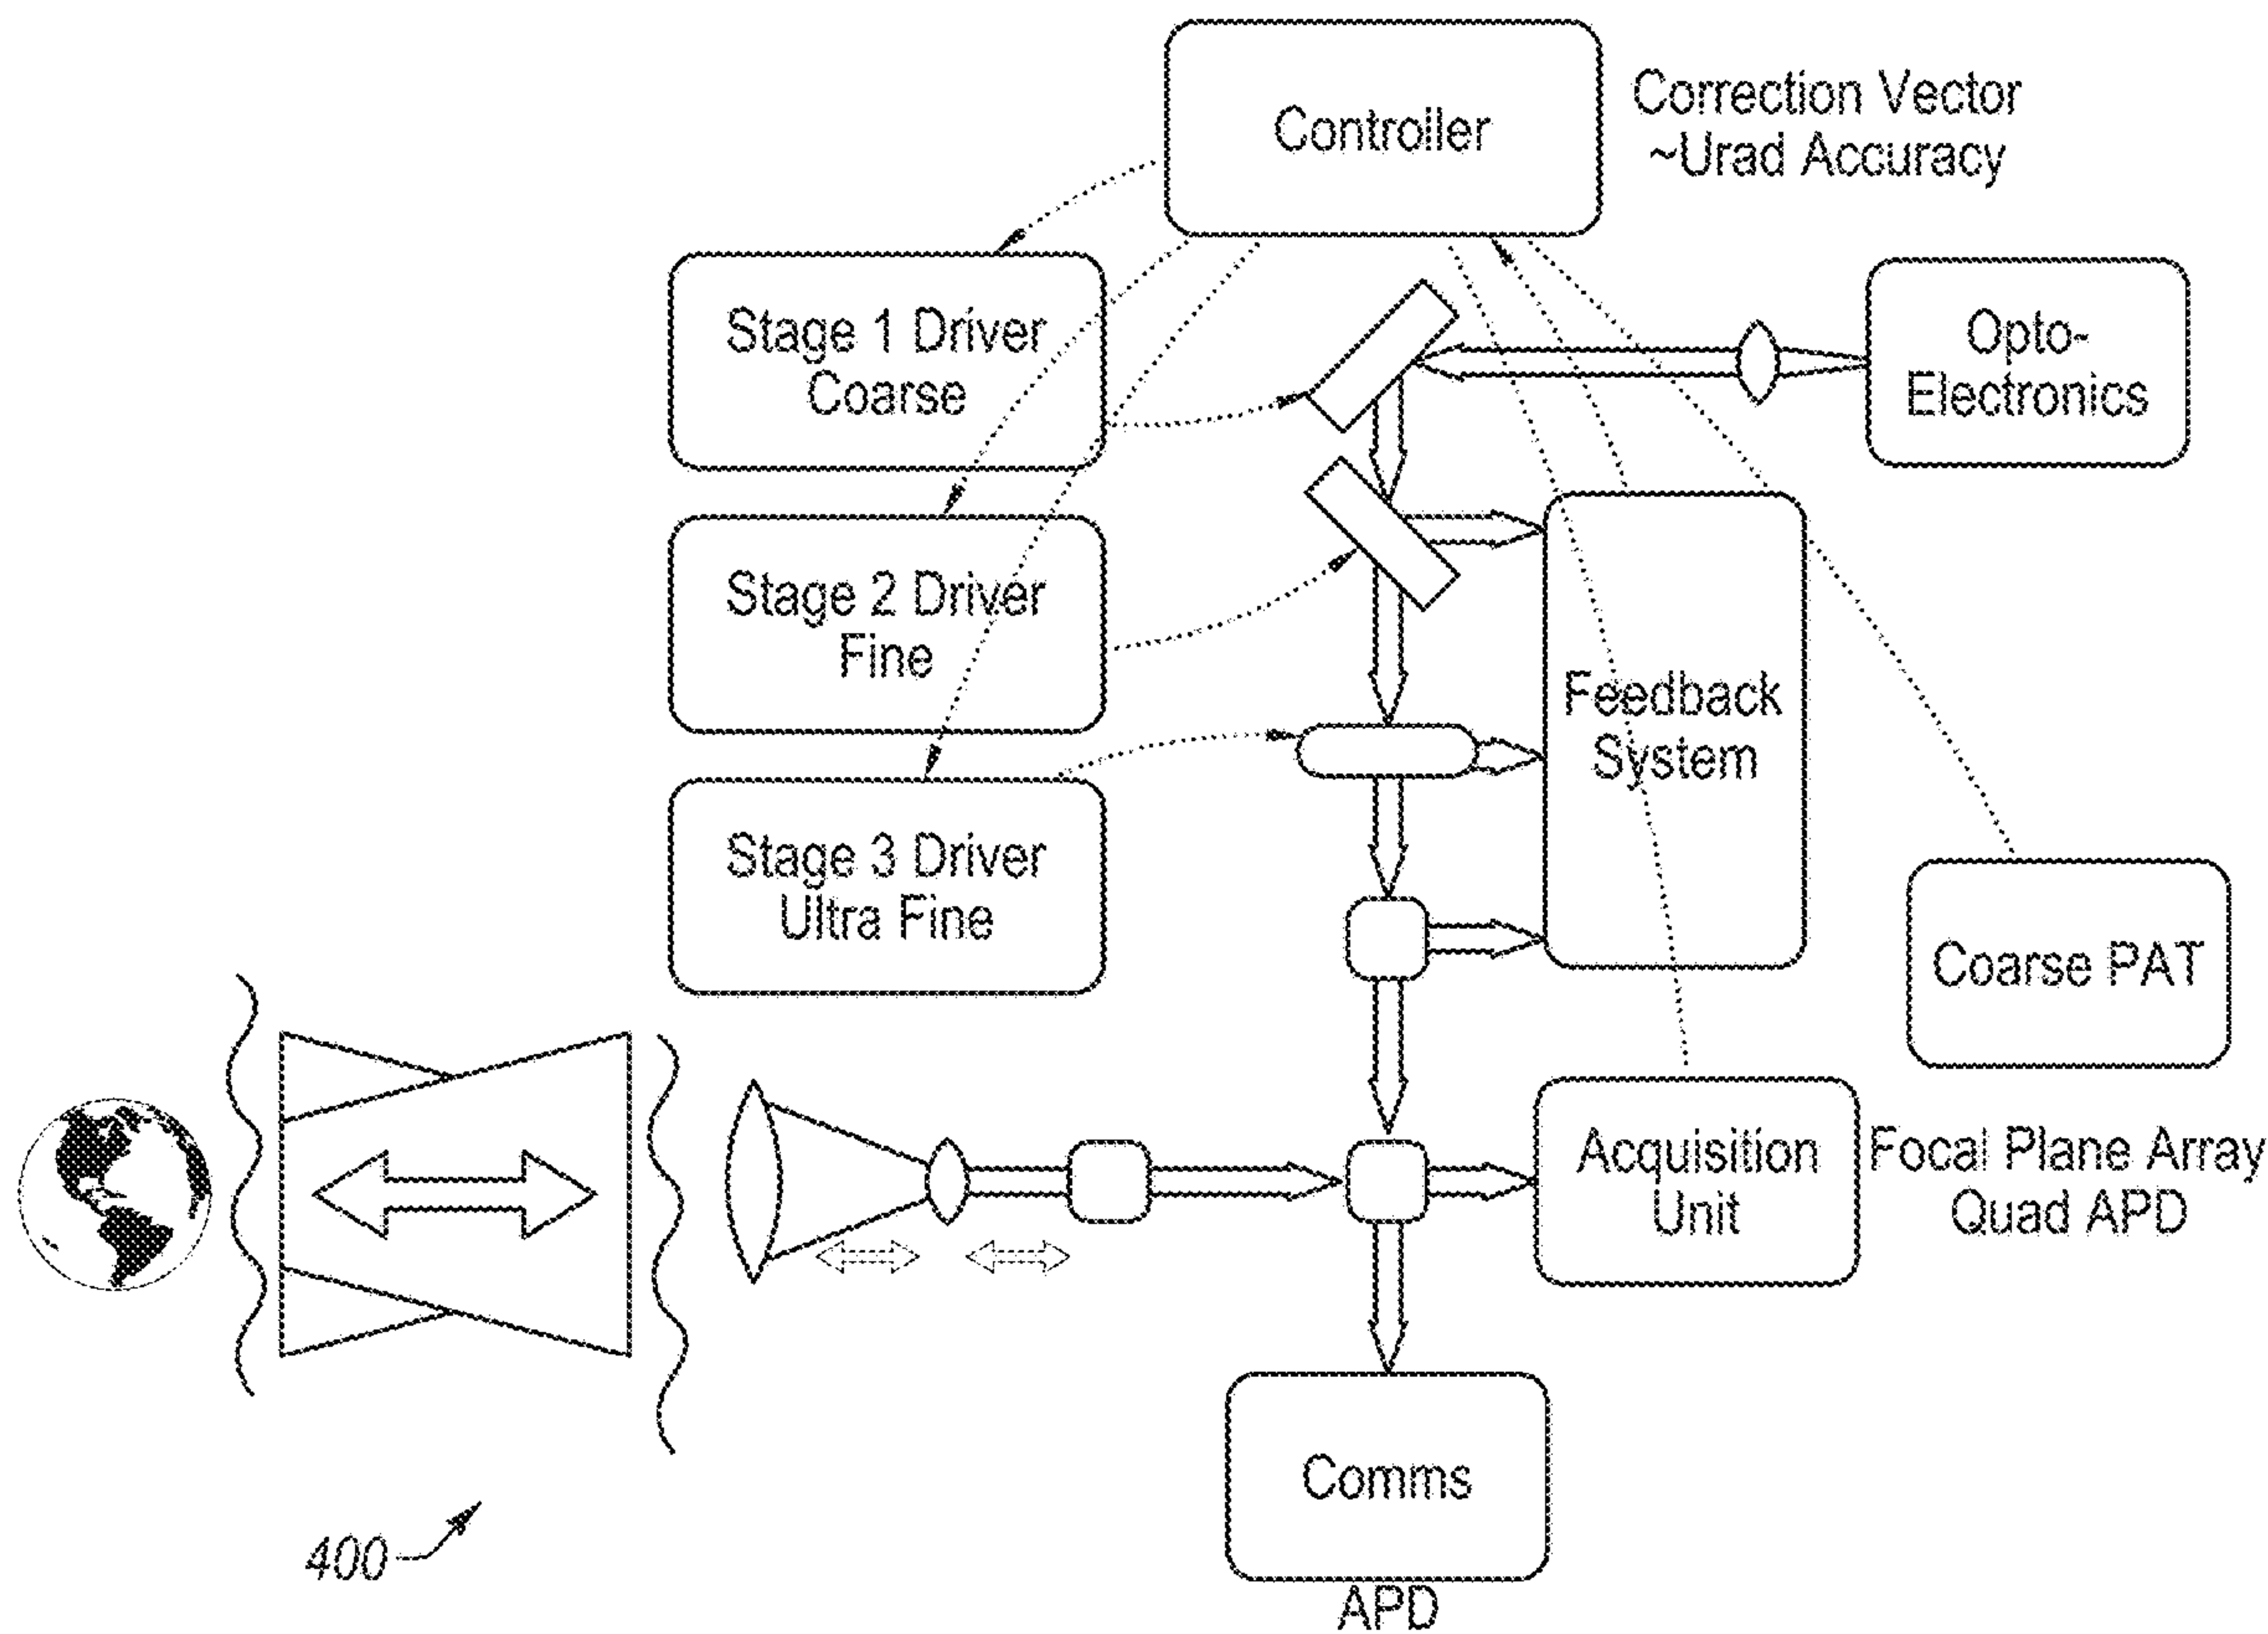 Controller
Correction Vector
~Urad Accuracy
Stage 1 Driver
Coarse
Opto-
Electronics
Stage 2 Driver
Fine
Feedback
System
Stage 3 Driver
Ultra Fine
Coarse PAT
Acquisition
Unit
Focal Plane Array
Quad APD
Comms
APD
400